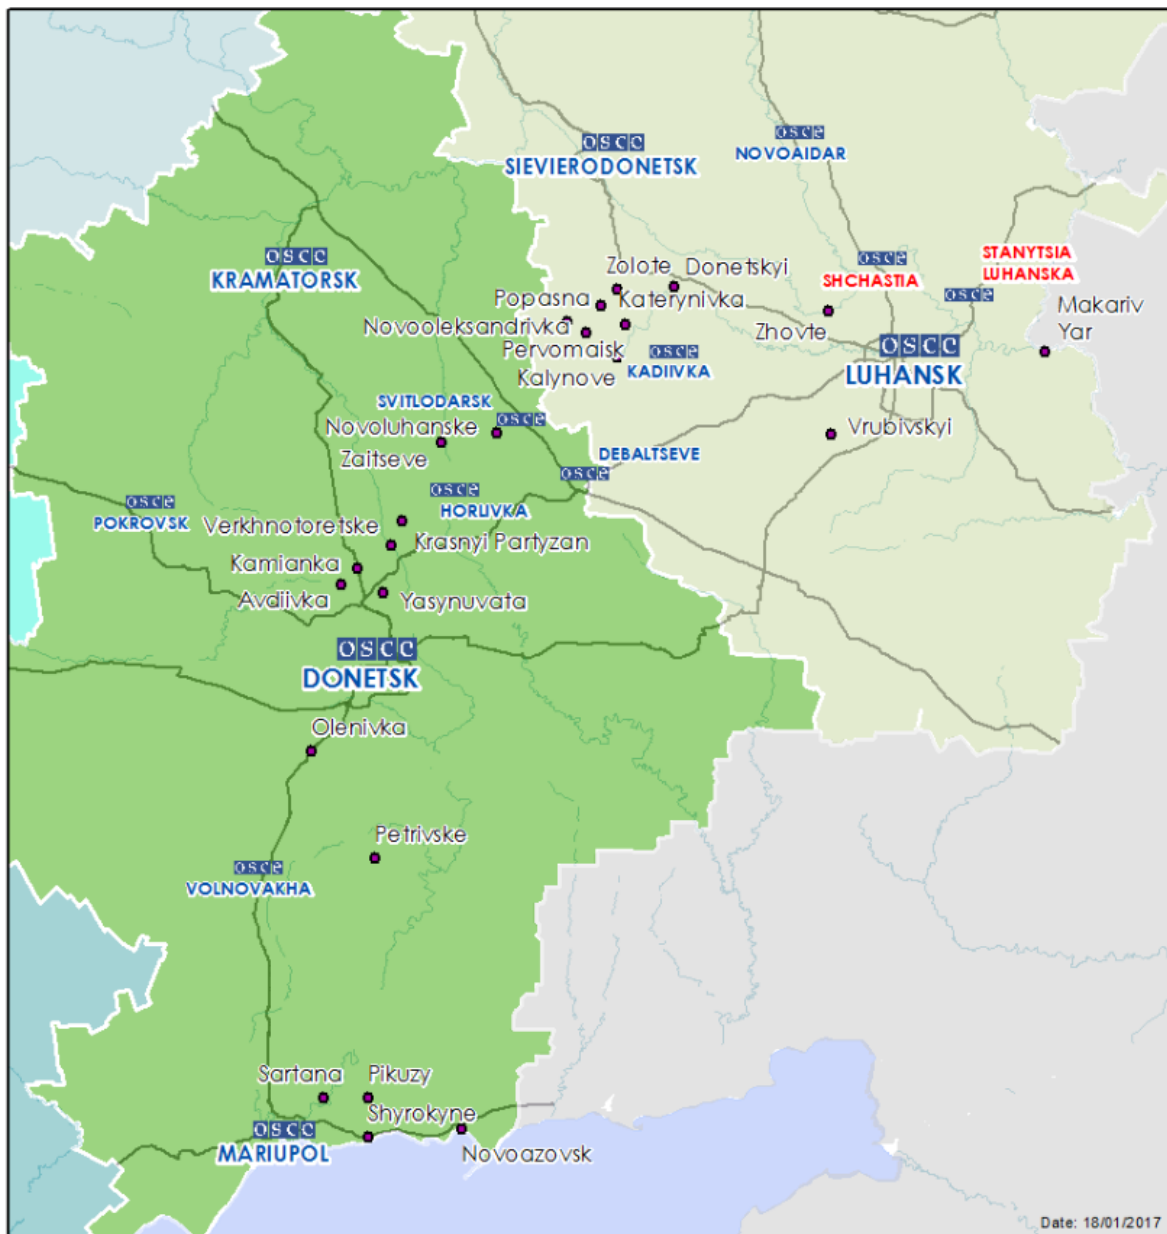 osce
SIEVIERODONETSK
osce
NOVOAIDAR
osce
KRAMATORSK
osce
SHCHASTIA
STANYTSIA
LUHANSKA
osce
Zolote
Donetskyi
Popasna
Katerynivka
Makariv
Yar
Novooleksandrivka
Zhovte
Pervomaisk
osce
KADIIVKA
osce
LUHANSK
Kalynove
SVITLODARSK
osce
Novoluhanske
Vrubivskyi
Zaitseve
DEBALTSEVE
osce
osce
POKROVSK
osce
HORLIVKA
Verkhnotoretske
Krasnyi Partyzan
Kamianka
Avdiivka
Yasynuvata
osce
DONETSK
Olenivka
Petrivske
osce
VOLNOVAKHA
Sartana
Pikuzy
Shyrokyne
osce
MARIUPOL
Novoazovsk
Date: 18/01/2017